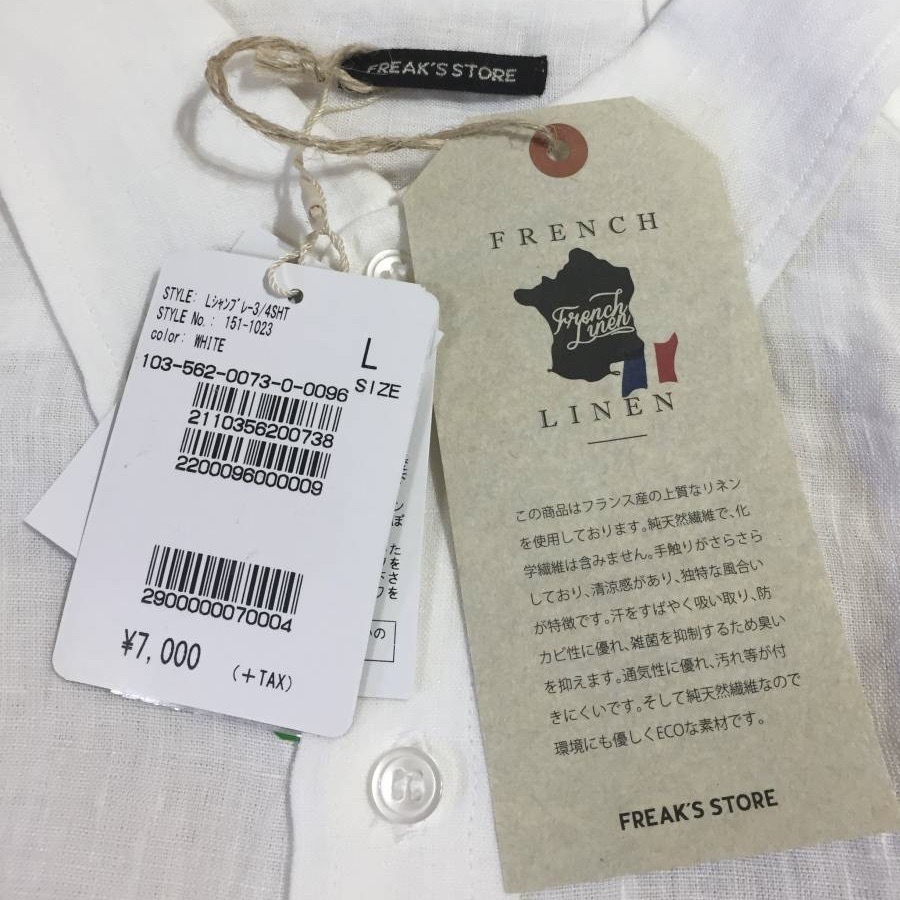 FREAK'S STORE
STYLE: Lシャンブレー3/4SHT
STYLE No.: 151-1023
color: WHITE
L
SIZE
103-562-0073-0-0096
2110356200738
2200096000009
2900000070004
¥7,000
(+TAX)
FRENCH
French
Linen
LINEN
この商品はフランス産の上質なリネン
を使用しております。純天然繊維で、化
学繊維は含みません。手触りがさらさら
しており、清涼感があり、独特な風合い
が特徴です。汗をすばやく吸い取り、防
カビ性に優れ、雑菌を抑制するため臭い
を抑えます。通気性に優れ、汚れ等が付
きにくいです。そして純天然繊維なので
環境にも優しくECOな素材です。
FREAK'S STORE